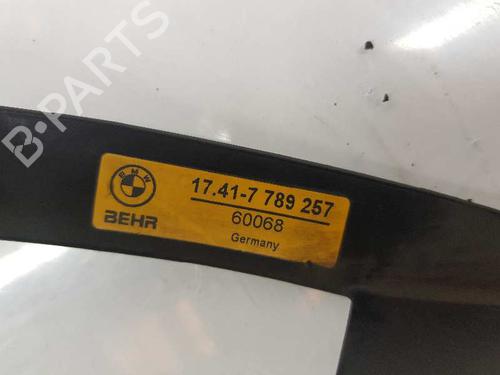 B-PARTS
BMW
BEHR
17.41-7 789 257
60068
Germany